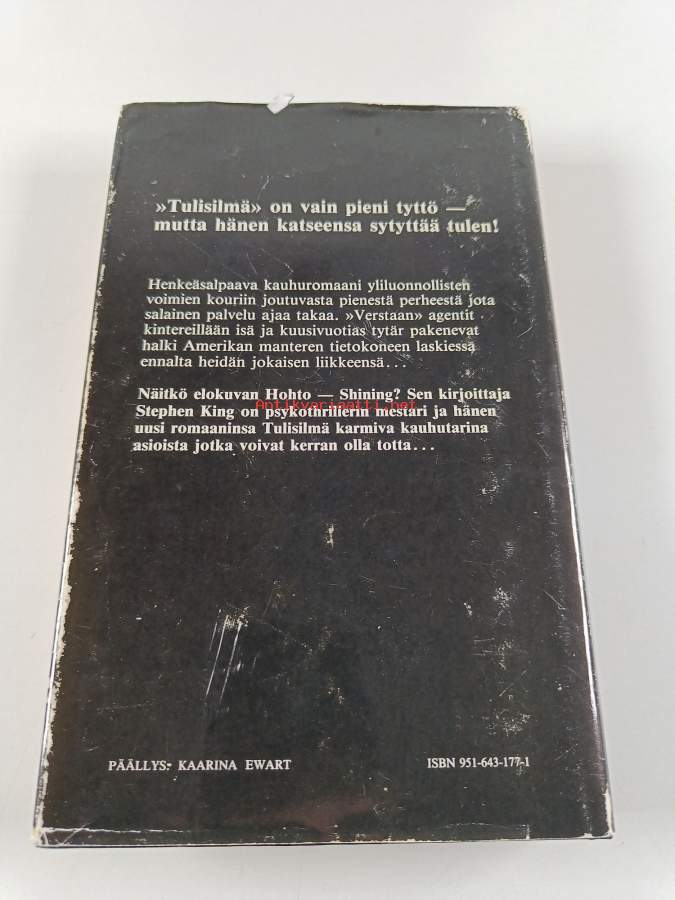 »Tulisilmä» on vain pieni tyttö —
mutta hänen katseensa sytyttää tulen!
Henkeäsalpaava kauhuromaani yliluonnollisten
voimien kouriin joutuvasta pienestä perheestä jota
salainen palvelu ajaa takaa. »Verstaan» agentit
kintereillään isä ja kuusivuotias tytär pakenevat
halki Amerikan manteren tietokoneen laskiessa
ennalta heidän jokaisen liikkeensä...
Näitkö elokuvan Hohto — Shining? Sen kirjoittaja
Antikvariaatti.net
Stephen King on psykothrillerin mestari ja hänen
uusi romaaninsa Tulisilmä karmiva kauhutarina
asioista jotka voivat kerran olla totta...
PÄÄLLYS: KAARINA EWART
ISBN 951-643-177-1